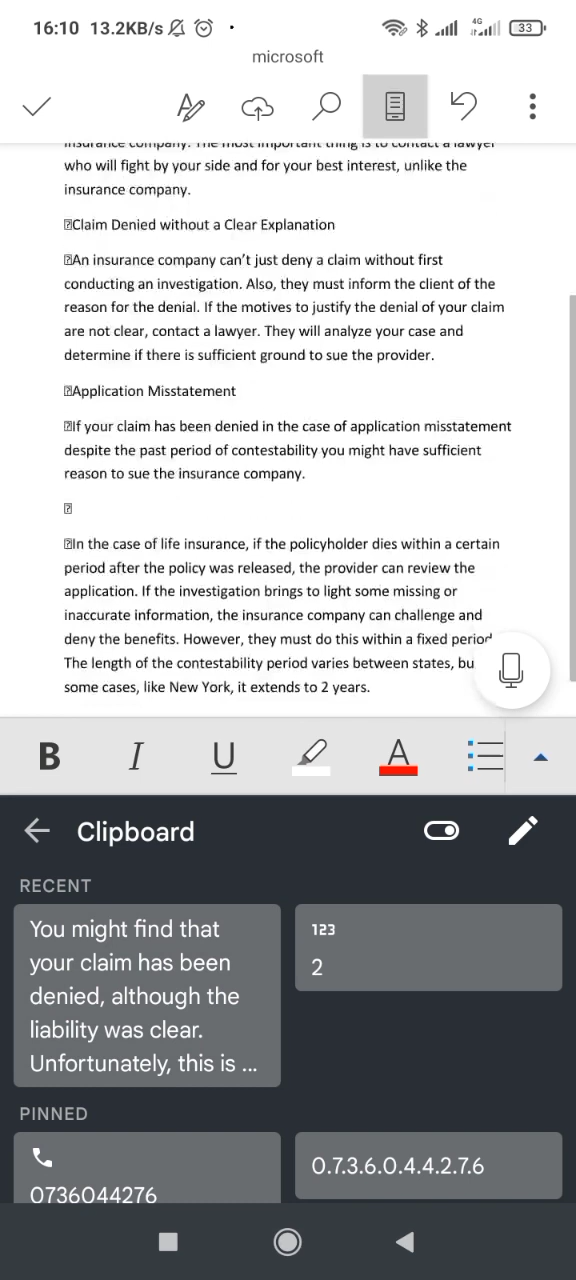 16:10 13.2KB/s 4G 33
microsoft
insurance company. The most important thing is to contact a lawyer
who will fight by your side and for your best interest, unlike the
insurance company.
Claim Denied without a Clear Explanation
An insurance company can't just deny a claim without first
conducting an investigation. Also, they must inform the client of the
reason for the denial. If the motives to justify the denial of your claim
are not clear, contact a lawyer. They will analyze your case and
determine if there is sufficient ground to sue the provider.
Application Misstatement
If your claim has been denied in the case of application misstatement
despite the past period of contestability you might have sufficient
reason to sue the insurance company.
In the case of life insurance, if the policyholder dies within a certain
period after the policy was released, the provider can review the
application. If the investigation brings to light some missing or
inaccurate information, the insurance company can challenge and
deny the benefits. However, they must do this within a fixed period
The length of the contestability period varies between states, bu
some cases, like New York, it extends to 2 years.
B I U A
Clipboard
RECENT
You might find that
your claim has been
denied, although the
liability was clear.
Unfortunately, this is ...
123
2
PINNED
0736044276
0.7.3.6.0.4.4.2.7.6